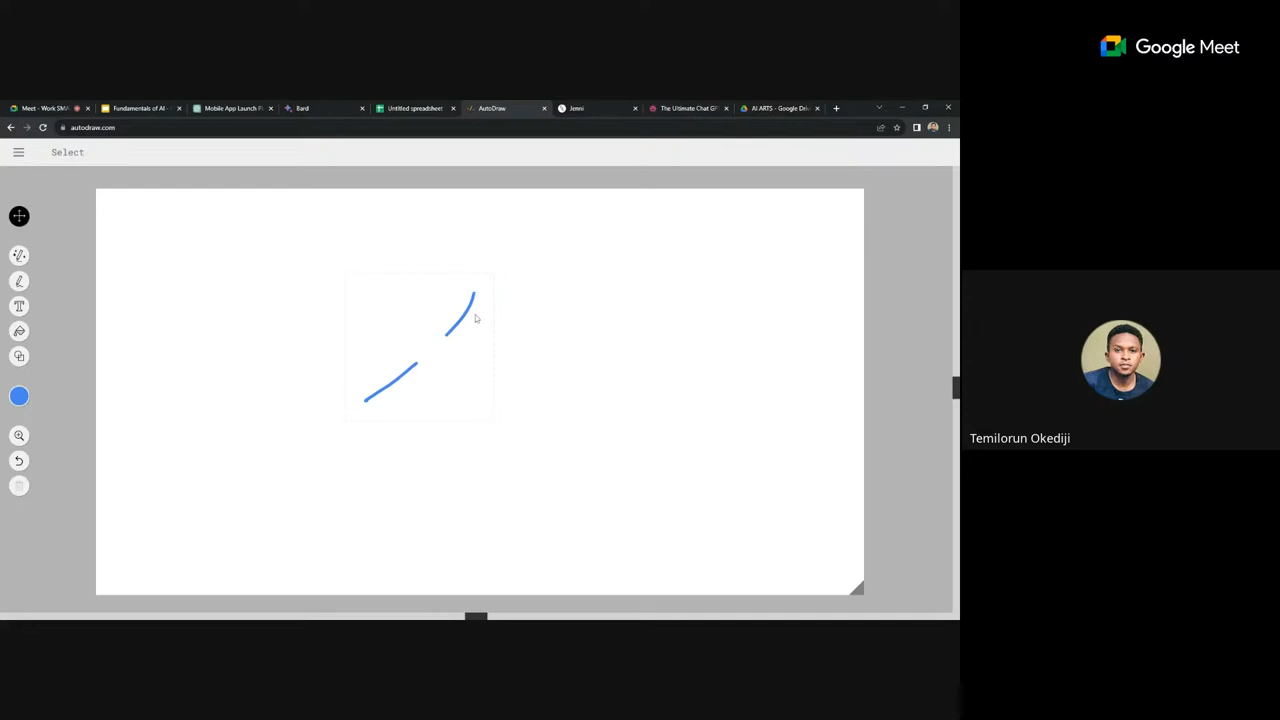 Google Meet
Meet - Work SMA
Fundamentals of AI -
Mobile App Launch Pl
Bard
Untitled spreadsheet
AutoDraw
Jenni
The Ultimate Chat GP
AI ARTS - Google Driv
autodraw.com
Select
Temilorun Okediji